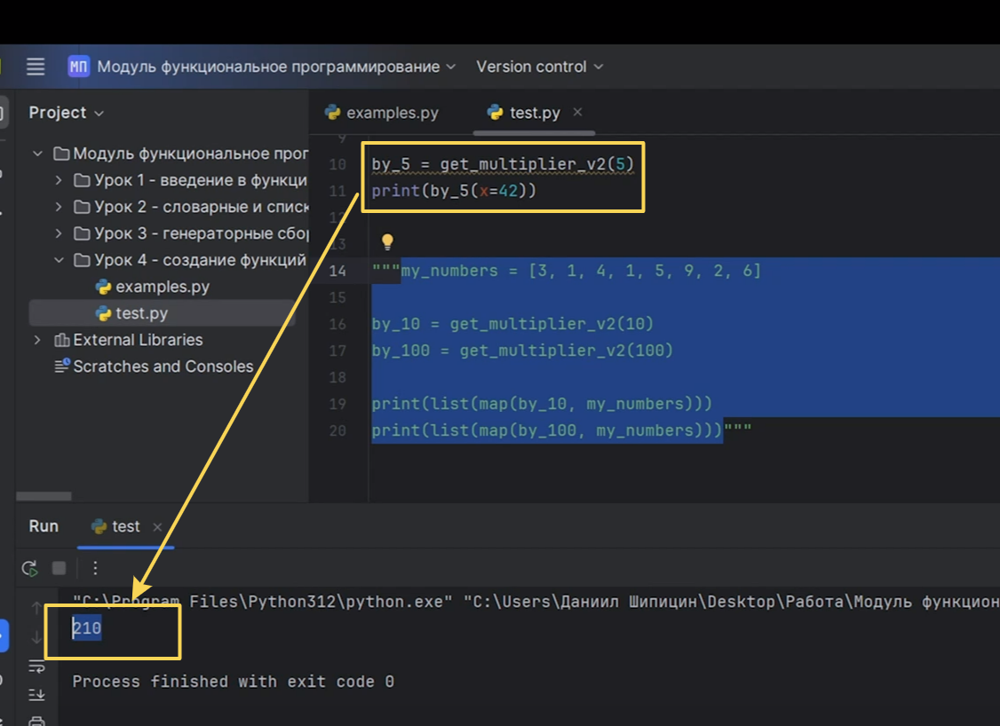 МП Модуль функциональное программирование Version control
Project
examples.py test.py
Модуль функциональное прог
Урок 1 - введение в функци
Урок 2 - словарные и списк
Урок 3 - генераторные сбор
Урок 4 - создание функций
examples.py
test.py
External Libraries
Scratches and Consoles
9
10 by_5 = get_multiplier_v2(5)
11 print(by_5(x=42))
12
13
14 """my_numbers = [3, 1, 4, 1, 5, 9, 2, 6]
15
16 by_10 = get_multiplier_v2(10)
17 by_100 = get_multiplier_v2(100)
18
19 print(list(map(by_10, my_numbers)))
20 print(list(map(by_100, my_numbers)))"""
Run test
"C:\Program Files\Python312\python.exe" "C:\Users\Даниил Шипицин\Desktop\Работа\Модуль функцион
210
Process finished with exit code 0